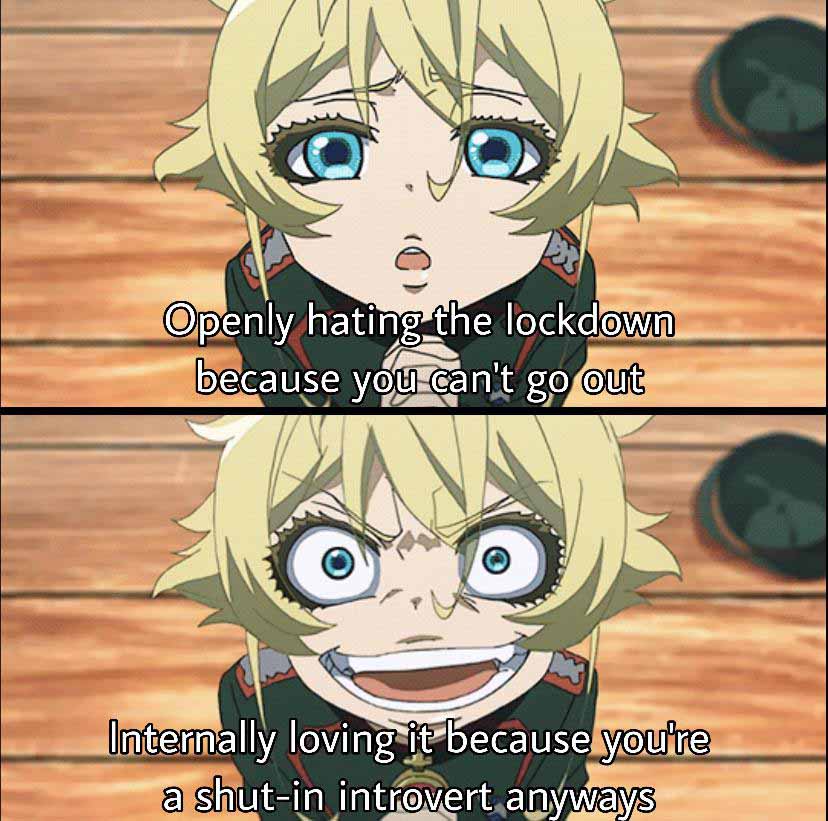 Openly hating the lockdown
because you can't go out
Internally loving it because you're
a shut-in introvert anyways